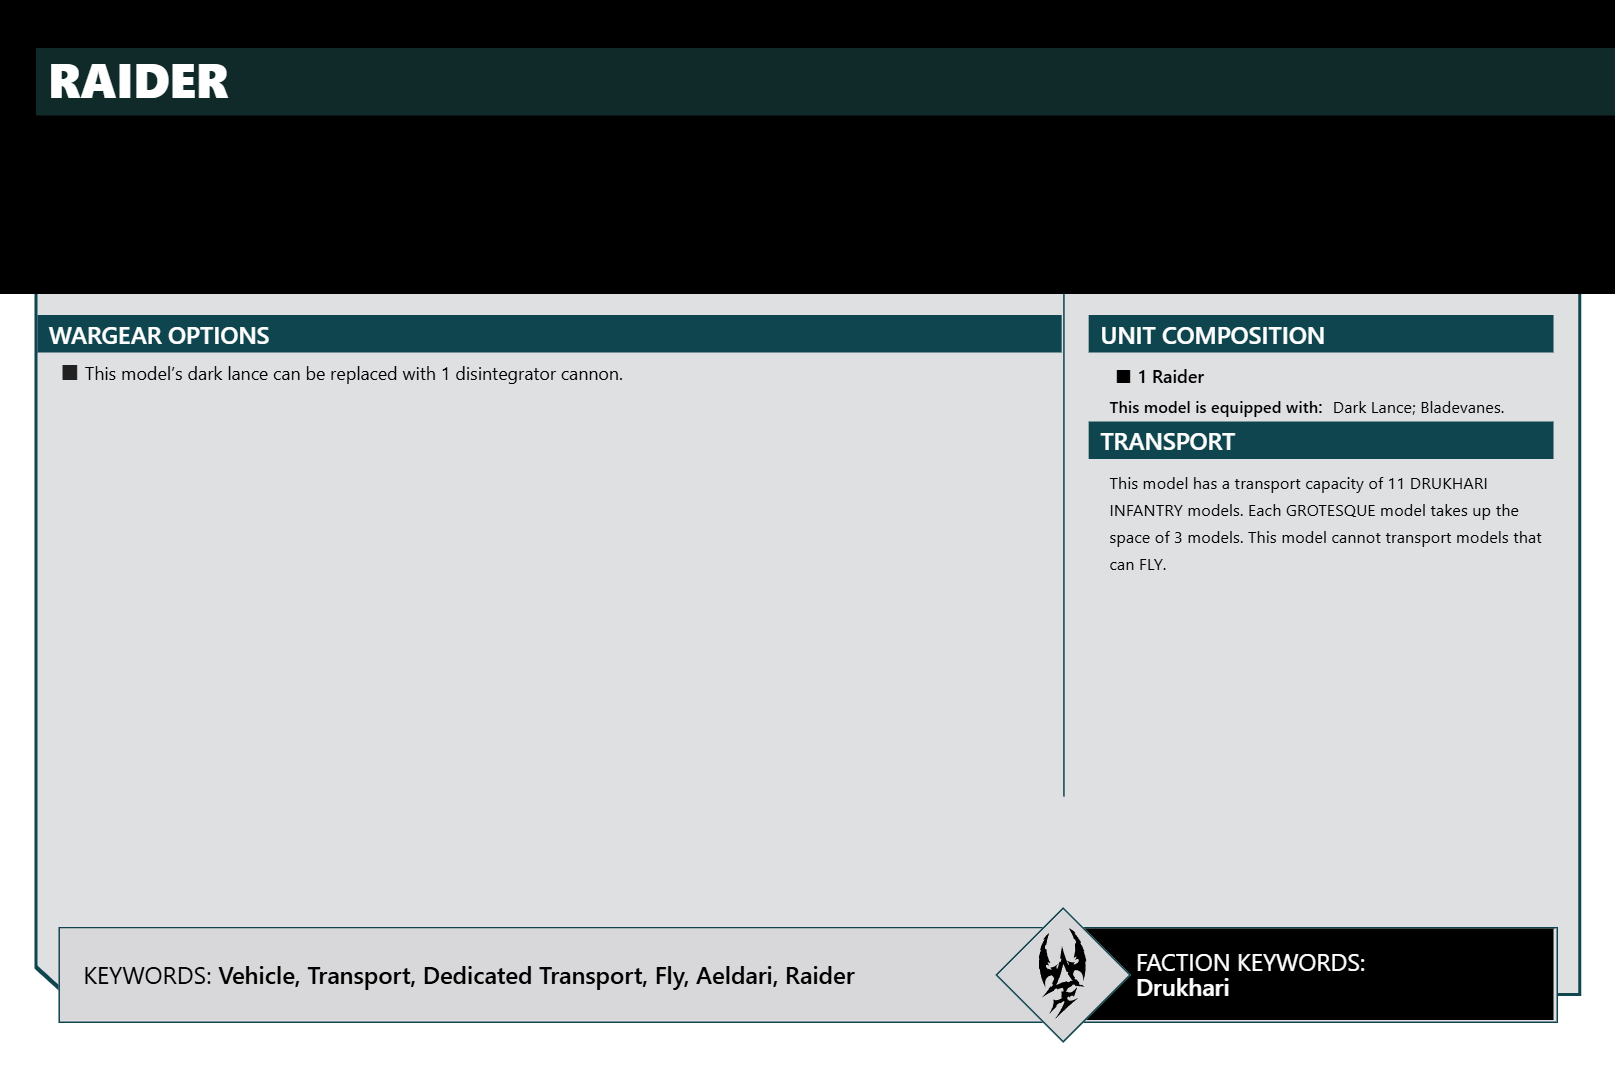 RAIDER
WARGEAR OPTIONS
■ This model’s dark lance can be replaced with 1 disintegrator cannon.
UNIT COMPOSITION
■ 1 Raider
This model is equipped with: Dark Lance; Bladevanes.
TRANSPORT
This model has a transport capacity of 11 DRUKHARI
INFANTRY models. Each GROTESQUE model takes up the
space of 3 models. This model cannot transport models that
can FLY.
KEYWORDS: Vehicle, Transport, Dedicated Transport, Fly, Aeldari, Raider
FACTION KEYWORDS:
Drukhari